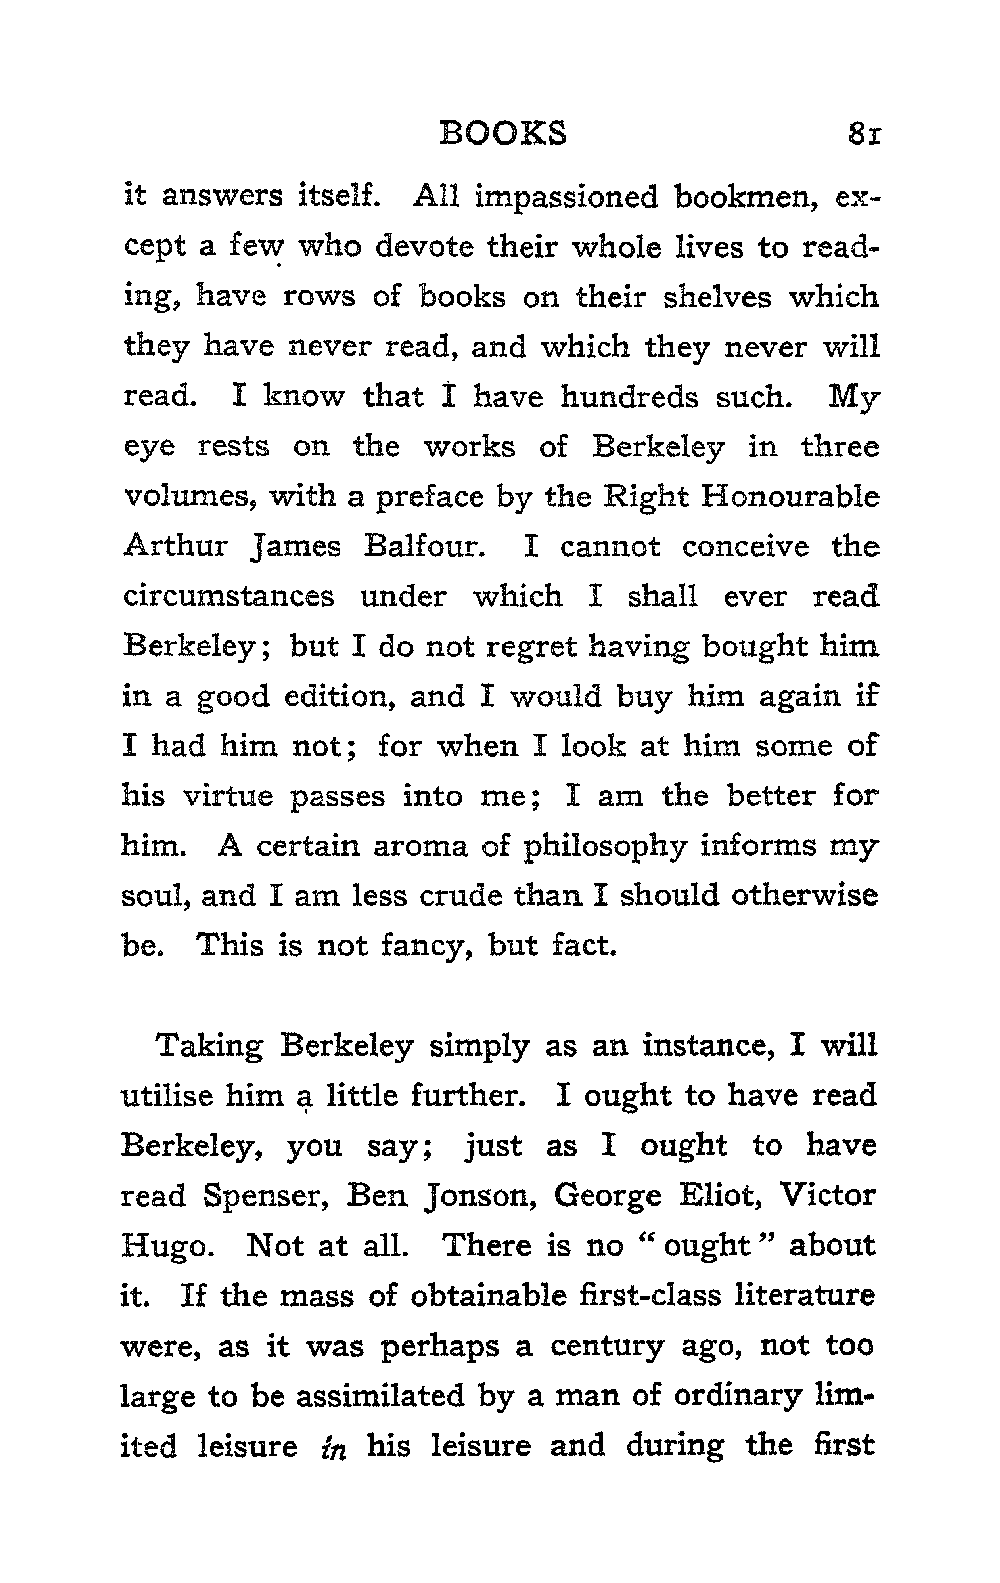 BOOKS 81
it answers itself. All impassioned bookmen, ex-
cept a few who devote their whole lives to read-
ing, have rows of books on their shelves which
they have never read, and which they never will
read. I know that I have hundreds such. My
eye rests on the works of Berkeley in three
volumes, with a preface by the Right Honourable
Arthur James Balfour. I cannot conceive the
circumstances under which I shall ever read
Berkeley; but I do not regret having bought him
in a good edition, and I would buy him again if
I had him not; for when I look at him some of
his virtue passes into me; I am the better for
him. A certain aroma of philosophy informs my
soul, and I am less crude than I should otherwise
be. This is not fancy, but fact.
Taking Berkeley simply as an instance, I will
utilise him a little further. I ought to have read
Berkeley, you say; just as I ought to have
read Spenser, Ben Jonson, George Eliot, Victor
Hugo. Not at all. There is no “ought” about
it. If the mass of obtainable first-class literature
were, as it was perhaps a century ago, not too
large to be assimilated by a man of ordinary lim-
ited leisure in his leisure and during the first